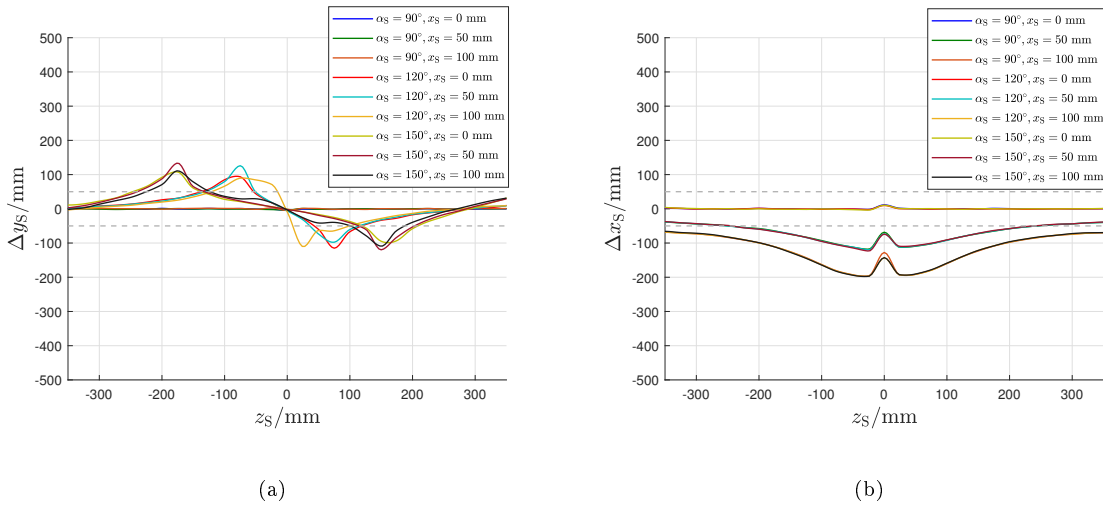 αS = 90°, xS = 0 mm
αS = 90°, xS = 50 mm
αS = 90°, xS = 100 mm
αS = 120°, xS = 0 mm
αS = 120°, xS = 50 mm
αS = 120°, xS = 100 mm
αS = 150°, xS = 0 mm
αS = 150°, xS = 50 mm
αS = 150°, xS = 100 mm
500
400
300
200
100
0
-100
-200
-300
-400
-500
ΔyS/mm
-300 -200 -100 0 100 200 300
zS/mm
(a)
αS = 90°, xS = 0 mm
αS = 90°, xS = 50 mm
αS = 90°, xS = 100 mm
αS = 120°, xS = 0 mm
αS = 120°, xS = 50 mm
αS = 120°, xS = 100 mm
αS = 150°, xS = 0 mm
αS = 150°, xS = 50 mm
αS = 150°, xS = 100 mm
500
400
300
200
100
0
-100
-200
-300
-400
-500
ΔxS/mm
-300 -200 -100 0 100 200 300
zS/mm
(b)